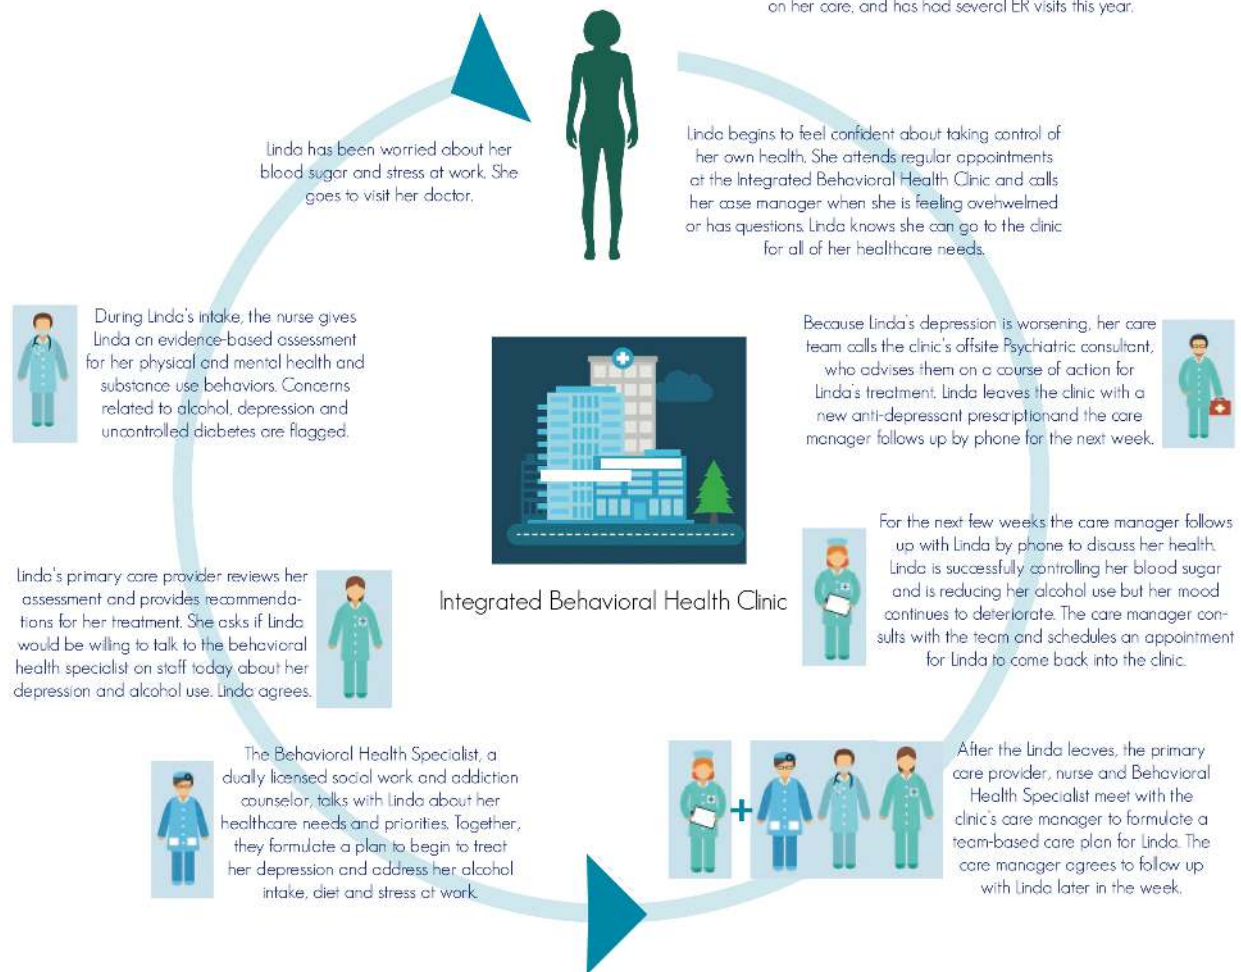 on her care, and has had several ER visits this year.
Linda has been worried about her
blood sugar and stress at work. She
goes to visit her doctor.
During Linda's intake, the nurse gives
Linda an evidence-based assessment
for her physical and mental health and
substance use behaviors. Concerns
related to alcohol, depression and
uncontrolled diabetes are flagged.
Linda's primary care provider reviews her
assessment and provides recommenda-
tions for her treatment. She asks if Linda
would be willing to talk to the behavioral
health specialist on staff today about her
depression and alcohol use. Linda agrees.
The Behavioral Health Specialist, a
dually licensed social work and addiction
counselor, talks with Linda about her
healthcare needs and priorities. Together,
they formulate a plan to begin to treat
her depression and address her alcohol
intake, diet and stress at work.
After the Linda leaves, the primary
care provider, nurse and Behavioral
Health Specialist meet with the
clinic's care manager to formulate a
team-based care plan for Linda. The
care manager agrees to follow up
with Linda later in the week.
For the next few weeks the care manager follows
up with Linda by phone to discuss her health.
Linda is successfully controlling her blood sugar
and is reducing her alcohol use but her mood
continues to deteriorate. The care manager con-
sults with the team and schedules an appointment
for Linda to come back into the clinic.
Because Linda's depression is worsening, her care
team calls the clinic's offsite Psychiatric consultant,
who advises them on a course of action for
Linda's treatment. Linda leaves the clinic with a
new anti-depressant prescriptionand the care
manager follows up by phone for the next week.
Linda begins to feel confident about taking control of
her own health. She attends regular appointments
at the Integrated Behavioral Health Clinic and calls
her case manager when she is feeling ovehwelmed
or has questions. Linda knows she can go to the clinic
for all of her healthcare needs.
Integrated Behavioral Health Clinic
+